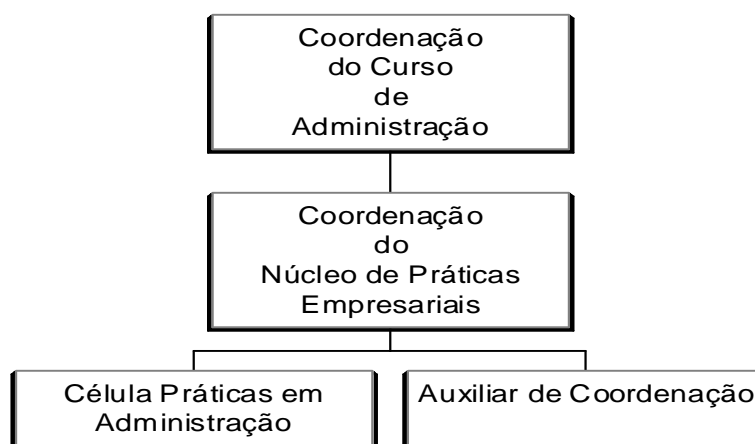 Coordenação
do Curso
de
Administração
Coordenação
do
Núcleo de Práticas
Empresariais
Célula Práticas em
Administração
Auxiliar de Coordenação